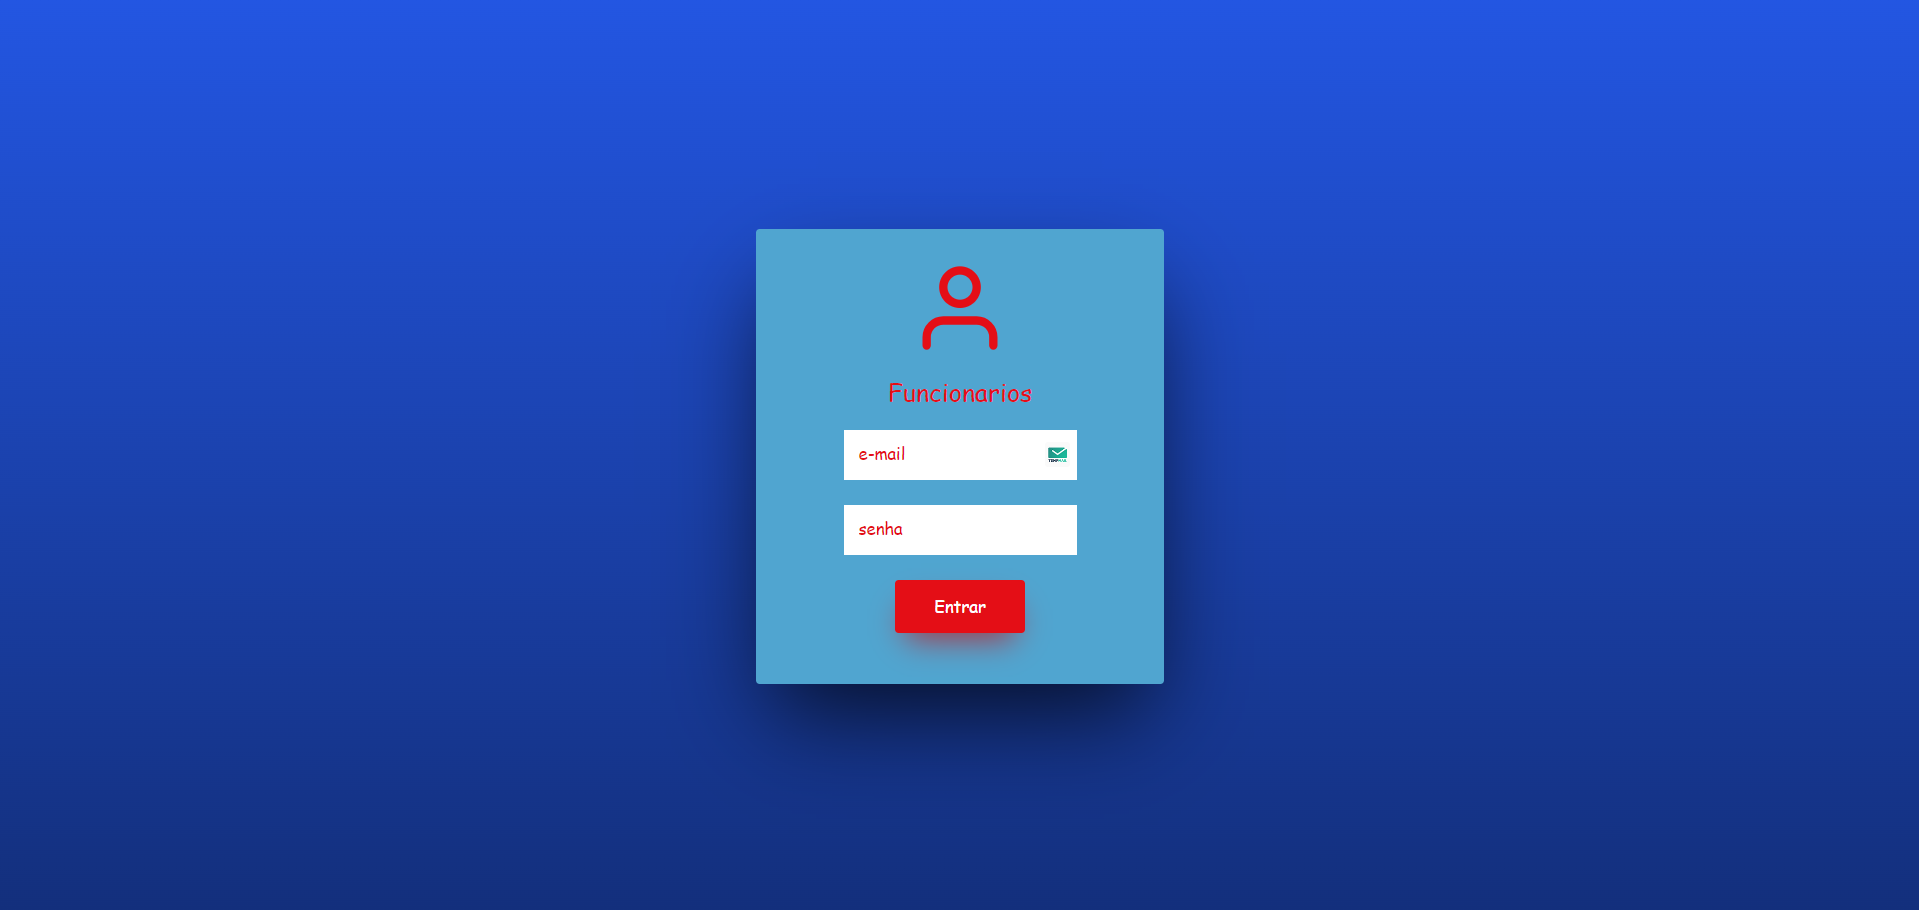 Funcionarios
e-mail
senha
Entrar